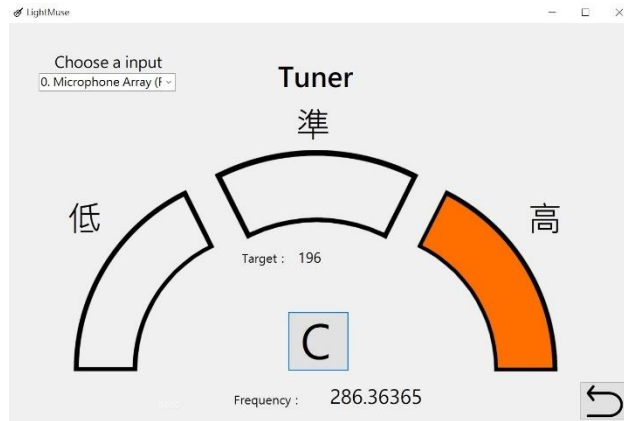 LightMuse
Choose a input
0. Microphone Array (F
Tuner
準
低
高
Target : 196
C
Frequency : 286.36365